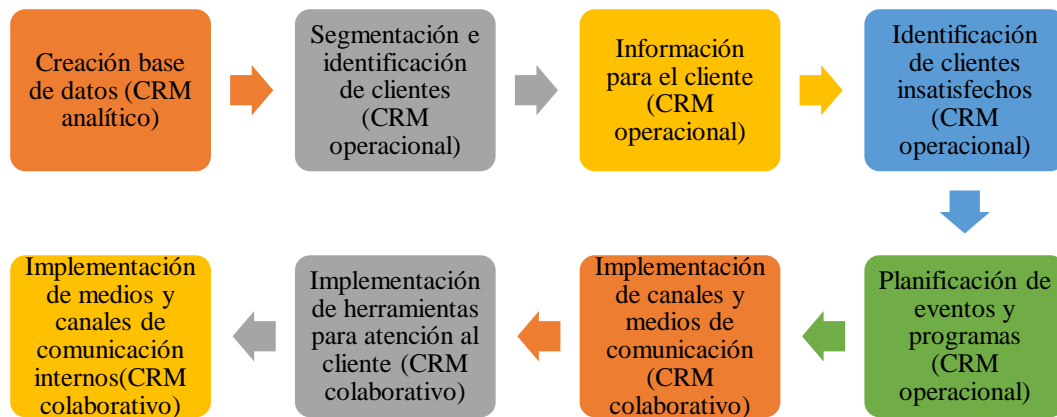 Creación base
de datos (CRM
analítico)
Segmentación e
identificación
de clientes
(CRM
operacional)
Información
para el cliente
(CRM
operacional)
Identificación
de clientes
insatisfechos
(CRM
operacional)
Planificación de
eventos y
programas
(CRM
operacional)
Implementación
de canales y
medios de
comunicación
(CRM
colaborativo)
Implementación
de herramientas
para atención al
cliente (CRM
colaborativo)
Implementación
de medios y
canales de
comunicación
internos(CRM
colaborativo)